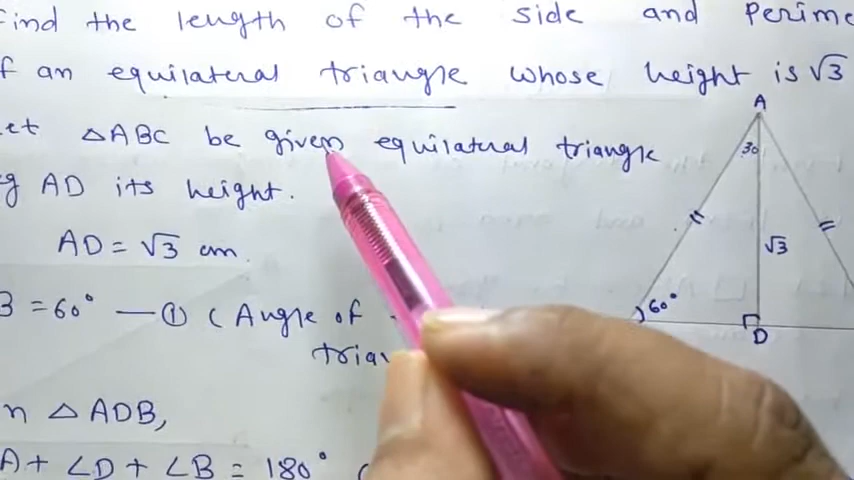 Find the length of the side and Perime
f an equilateral triangle whose height is √3
et △ABC be given equilateral triangle
g AD its height.
AD = √3 cm
B = 60° — ① (Angle of
tria
n △ADB,
A + ∠D + ∠B = 180° (
A
30
√3
60°
D